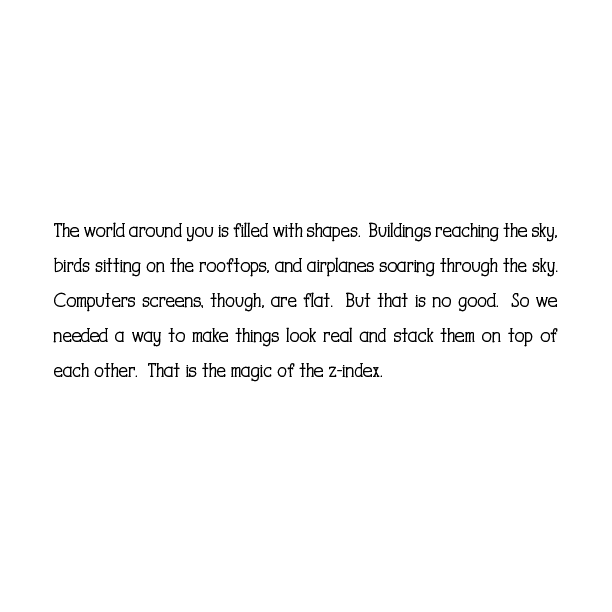 The world around you is filled with shapes.  Buildings reaching the sky,
birds sitting on the rooftops, and airplanes soaring through the sky.
Computers screens, though, are flat.  But that is no good.  So we
needed a way to make things look real and stack them on top of
each other.  That is the magic of the z-index.